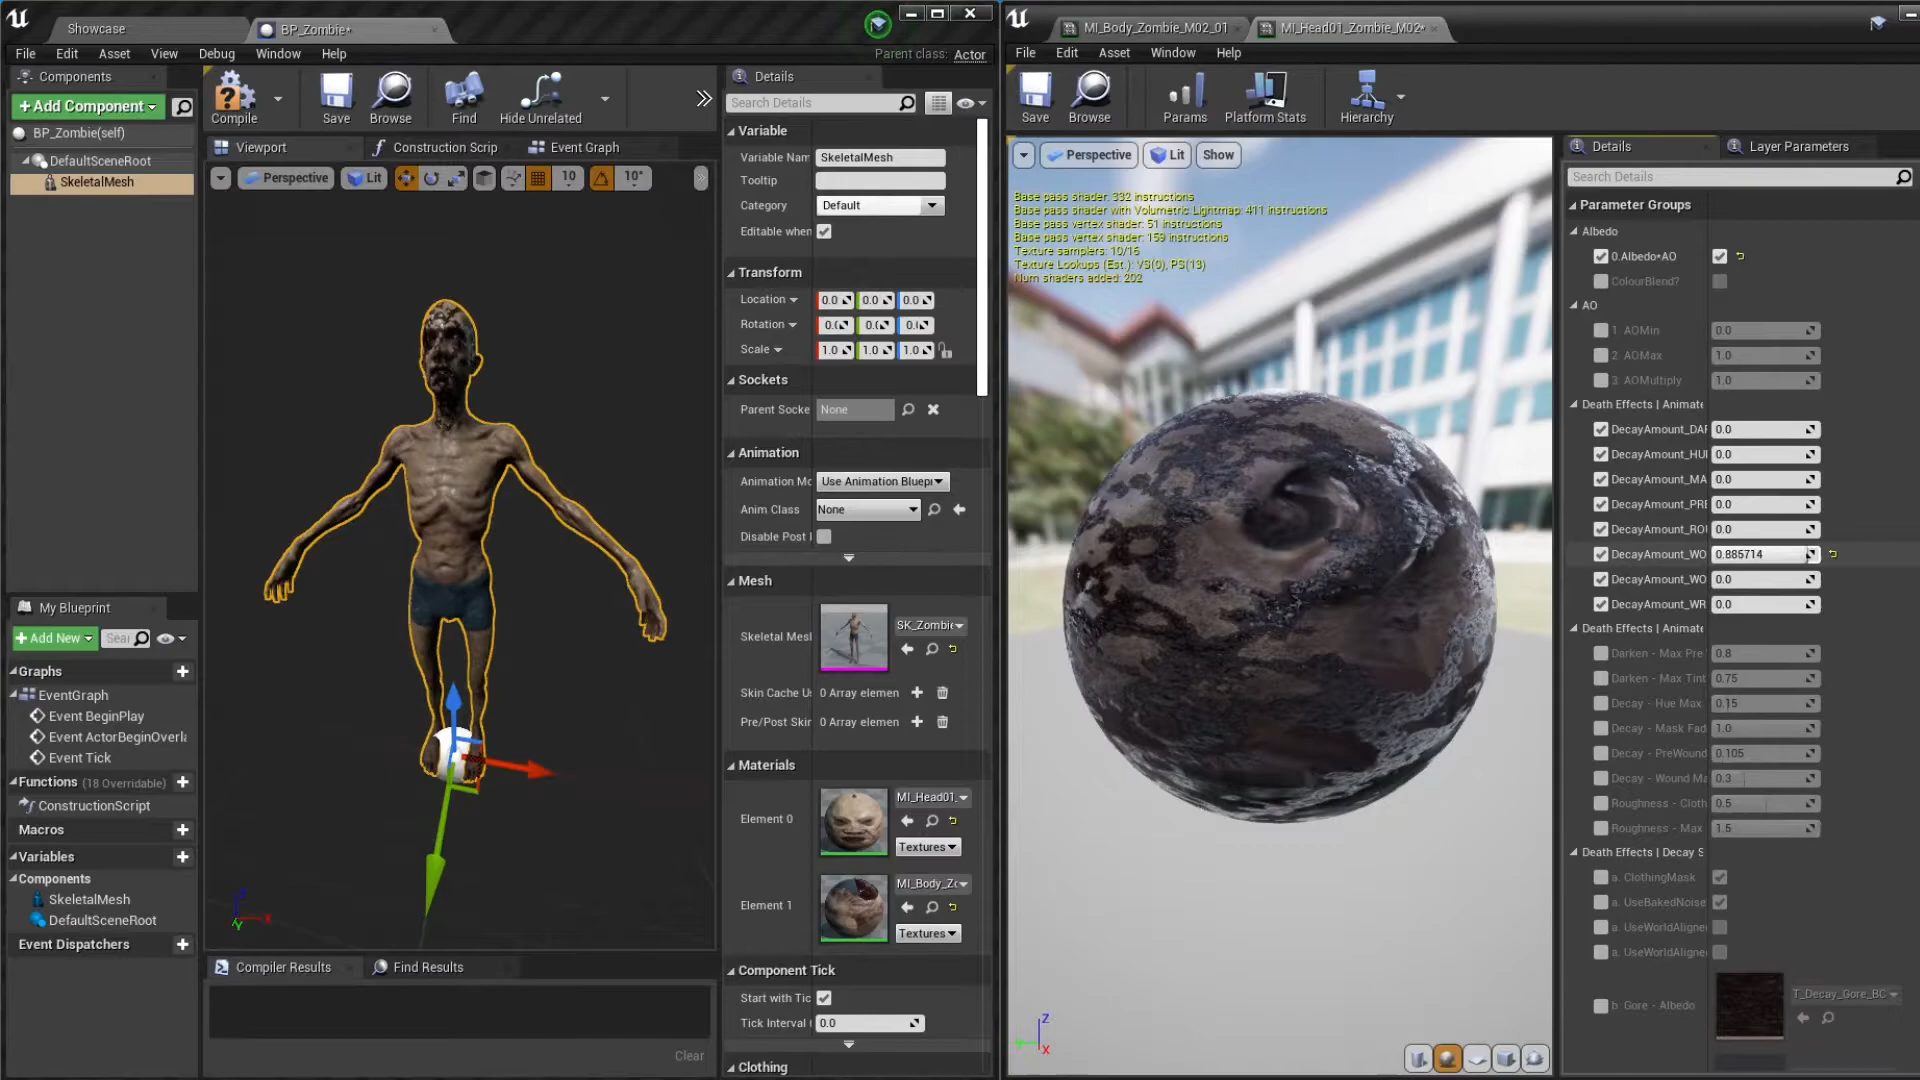 Showcase
BP_Zombie*
File Edit Asset View Debug Window Help
Parent class: Actor
Components
+Add Component
BP_Zombie(self)
DefaultSceneRoot
SkeletalMesh
Compile
Save
Browse
Find
Hide Unrelated
Viewport
Construction Scrip
Event Graph
Perspective
Lit
10
10°
Details
Search Details
Variable
Variable Nam SkeletalMesh
Tooltip
Category Default
Editable when
Transform
Location 0.0 0.0 0.0
Rotation 0.0 0.0 0.0
Scale 1.0 1.0 1.0
Sockets
Parent Socke None
Animation
Animation Mo Use Animation Bluepr
Anim Class None
Disable Post
Mesh
Skeletal Mesl SK_Zombie
Skin Cache U 0 Array elemen
Pre/Post Skin 0 Array elemen
Materials
Element 0
MI_Head01_
Textures
Element 1
MI_Body_Zo
Textures
Component Tick
Start with Tic
Tick Interval 0.0
Clothing
My Blueprint
+Add New
Sear
Graphs
EventGraph
Event BeginPlay
Event ActorBeginOverla
Event Tick
Functions (18 Overridable)
ConstructionScript
Macros
Variables
Components
SkeletalMesh
DefaultSceneRoot
Event Dispatchers
Compiler Results
Find Results
Clear
MI_Body_Zombie_M02_01
MI_Head01_Zombie_M02*
File Edit Asset Window Help
Save
Browse
Params
Platform Stats
Hierarchy
Perspective
Lit
Show
Base pass shader: 332 instructions
Base pass shader with Volumetric Lightmap: 411 instructions
Base pass vertex shader: 51 instructions
Base pass vertex shader: 159 instructions
Texture samplers: 10/16
Texture Lookups (Est.): VS(0), PS(13)
Num shaders added: 202
Details
Layer Parameters
Search Details
Parameter Groups
Albedo
0.Albedo*AO
ColourBlend?
AO
1. AOMin 0.0
2. AOMax 1.0
3. AOMultiply 1.0
Death Effects | Animate
DecayAmount_DAR 0.0
DecayAmount_HUE 0.0
DecayAmount_MA 0.0
DecayAmount_PRE 0.0
DecayAmount_ROU 0.0
DecayAmount_WO 0.885714
DecayAmount_WO 0.0
DecayAmount_WR 0.0
Death Effects | Animate
Darken - Max Pre 0.8
Darken - Max Tint 0.75
Decay - Hue Max 0.15
Decay - Mask Fad 1.0
Decay - PreWound 0.105
Decay - Wound Ma 0.3
Roughness - Cloth 0.5
Roughness - Max 1.5
Death Effects | Decay S
a. ClothingMask
a. UseBakedNoise
a. UseWorldAligne
a. UseWorldAligne
b Gore - Albedo
T_Decay_Gore_BC
Z
X